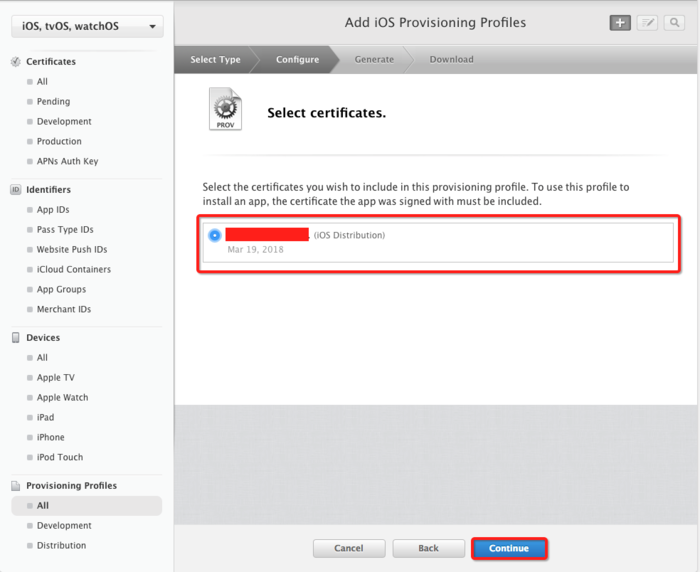 iOS, tvOS, watchOS
Add iOS Provisioning Profiles
Select Type
Configure
Generate
Download
Certificates
All
Pending
Development
Production
APNs Auth Key
ID
Identifiers
App IDs
Pass Type IDs
Website Push IDs
iCloud Containers
App Groups
Merchant IDs
Devices
All
Apple TV
Apple Watch
iPad
iPhone
iPod Touch
Provisioning Profiles
All
Development
Distribution
PROV
Select certificates.
Select the certificates you wish to include in this provisioning profile. To use this profile to
install an app, the certificate the app was signed with must be included.
(iOS Distribution)
Mar 19, 2018
Cancel
Back
Continue